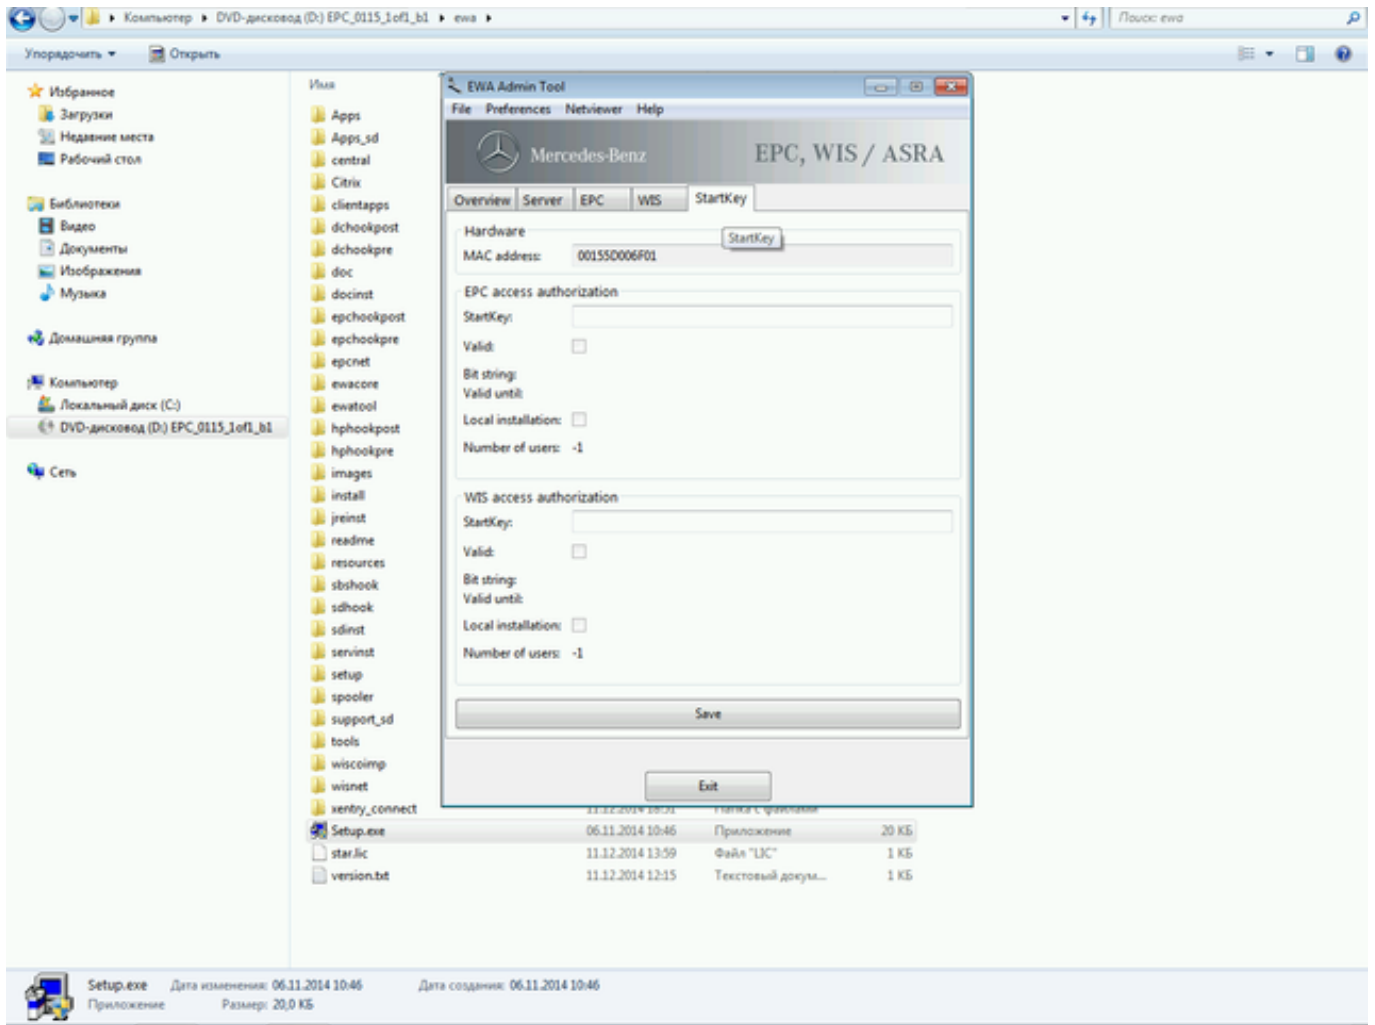 Компьютер ▸ DVD-дисковод (D:) EPC_0115_1of1_b1 ▸ ewa ▸
Поиск: ewa
Упорядочить
Открыть
Избранное
Загрузки
Недавние места
Рабочий стол
Библиотеки
Видео
Документы
Изображения
Музыка
Домашняя группа
Компьютер
Локальный диск (C:)
DVD-дисковод (D:) EPC_0115_1of1_b1
Сеть
Имя
Apps
Apps_sd
central
Citrix
clientapps
dchookpost
dchookpre
doc
docinst
epchookpost
epchookpre
epcnet
ewacore
ewatool
hphookpost
hphookpre
images
install
jreinst
readme
resources
sbshook
sdhook
sdinst
servinst
setup
spooler
support_sd
tools
wiscoimp
wisnet
xentry_connect 11.12.2014 18:51 Папка с файлами
Setup.exe 06.11.2014 10:46 Приложение 20 КБ
star.lic 11.12.2014 13:59 Файл "LIC" 1 КБ
version.txt 11.12.2014 12:15 Текстовый докум... 1 КБ
EWA Admin Tool
File Preferences Netviewer Help
Mercedes-Benz EPC, WIS / ASRA
Overview Server EPC WIS StartKey
Hardware
StartKey
MAC address: 00155D006F01
EPC access authorization
StartKey:
Valid:
Bit string:
Valid until:
Local installation:
Number of users: -1
WIS access authorization
StartKey:
Valid:
Bit string:
Valid until:
Local installation:
Number of users: -1
Save
Exit
Setup.exe Дата изменения: 06.11.2014 10:46 Дата создания: 06.11.2014 10:46
Приложение Размер: 20,0 КБ